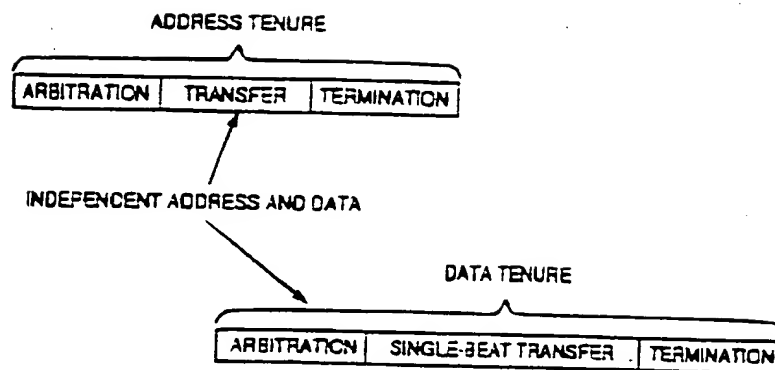 ADDRESS TENURE
ARBITRATION TRANSFER TERMINATION
INDEPENCENT ADDRESS AND DATA
DATA TENURE
ARBITRATION SINGLE-BEAT TRANSFER TERMINATION